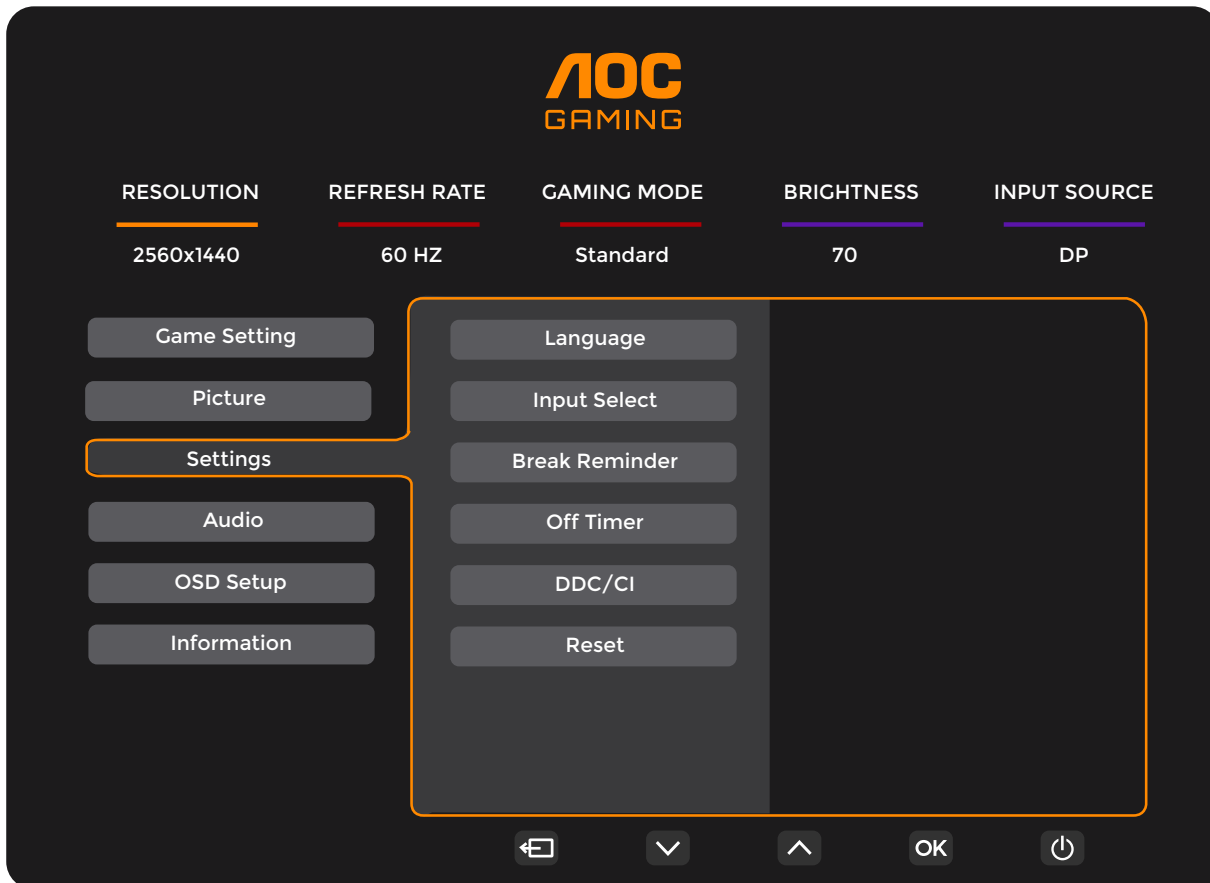 AOC
GAMING
RESOLUTION REFRESH RATE GAMING MODE BRIGHTNESS INPUT SOURCE
2560x1440 60 HZ Standard 70 DP
Game Setting
Picture
Settings
Audio
OSD Setup
Information
Language
Input Select
Break Reminder
Off Timer
DDC/CI
Reset
OK